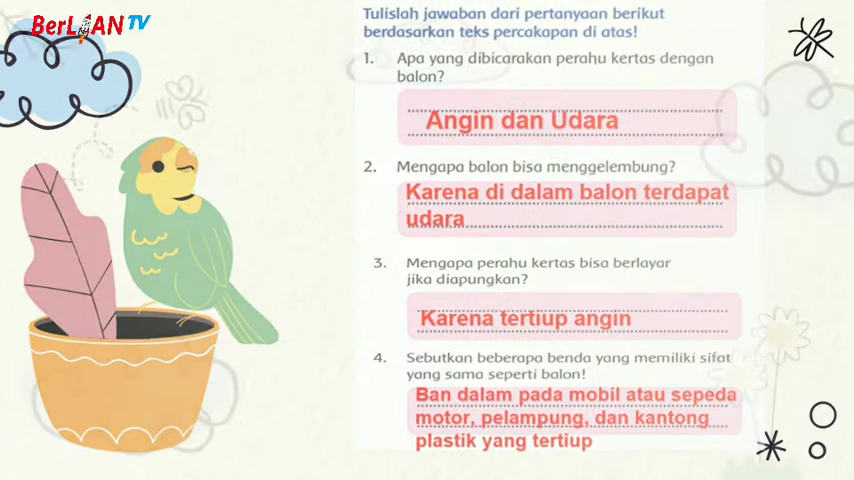 BerLIAN TV
Tulislah jawaban dari pertanyaan berikut
berdasarkan teks percakapan di atas!
1. Apa yang dibicarakan perahu kertas dengan
balon?
Angin dan Udara
2. Mengapa balon bisa menggelembung?
Karena di dalam balon terdapat
udara
3. Mengapa perahu kertas bisa berlayar
jika diapungkan?
Karena tertiup angin
4. Sebutkan beberapa benda yang memiliki sifat
yang sama seperti balon!
Ban dalam pada mobil atau sepeda
motor, pelampung, dan kantong
plastik yang tertiup